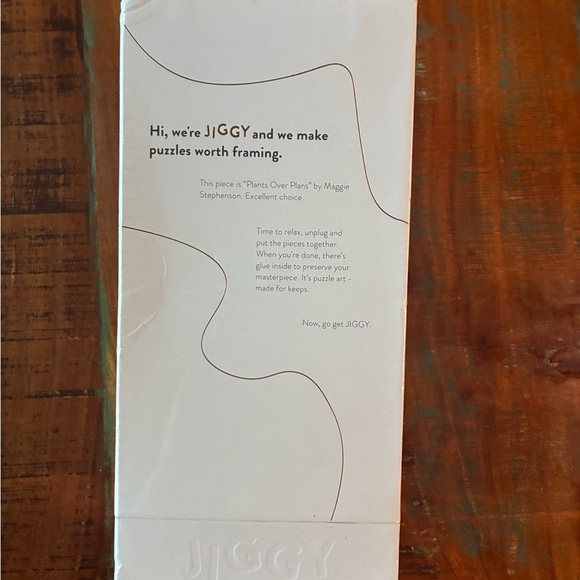 Hi, we're JIGGY and we make
puzzles worth framing.
This piece is "Plants Over Plans" by Maggie
Stephenson. Excellent choice.
Time to relax, unplug and
put the pieces together.
When you're done, there's
glue inside to preserve your
masterpiece. It's puzzle art -
made for keeps.
Now, go get JIGGY.
JIGGY